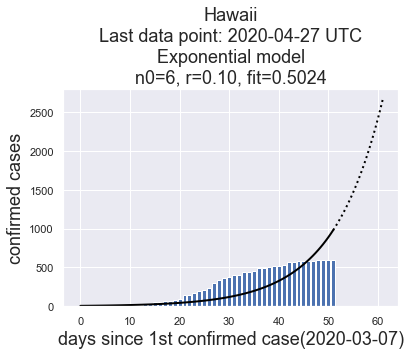 Hawaii
Last data point: 2020-04-27 UTC
Exponential model
n0=6, r=0.10, fit=0.5024
confirmed cases
2500
2000
1500
1000
500
0
0 10 20 30 40 50 60
days since 1st confirmed case(2020-03-07)